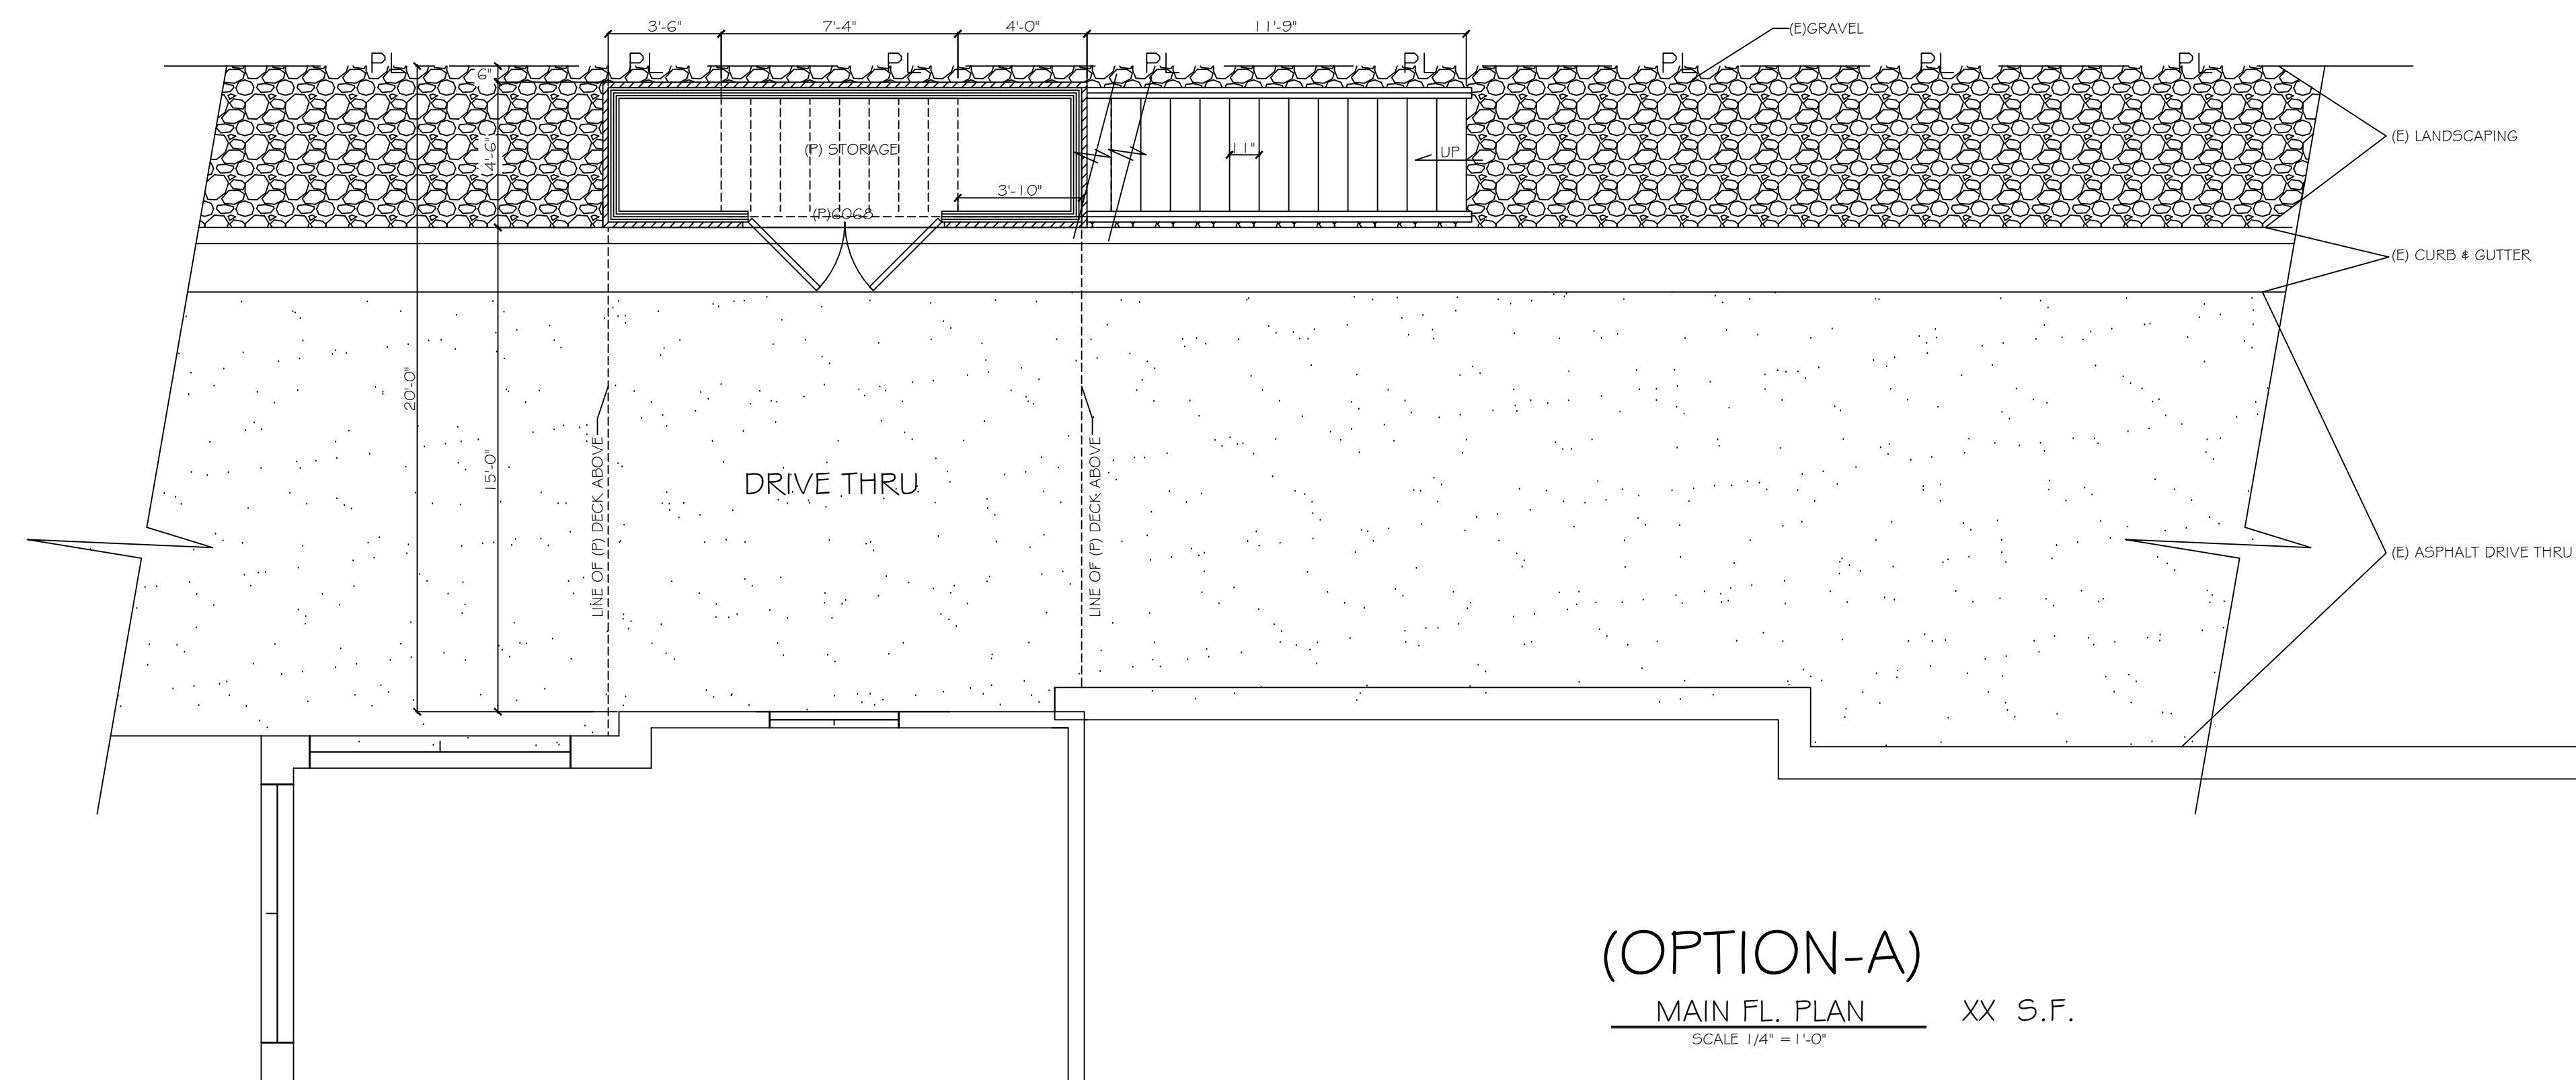 3'-6"
7'-4"
4'-0"
11'-9"
(E)GRAVEL
PL PL PL PL PL PL PL PL
6"
4'-6"
(P) STORAGE
11"
UP
(E) LANDSCAPING
3'-10"
(P)6068
(E) CURB & GUTTER
20'-0"
15'-0"
LINE OF (P) DECK ABOVE
DRIVE THRU
LINE OF (P) DECK ABOVE
(E) ASPHALT DRIVE THRU
(OPTION-A)
MAIN FL. PLAN XX S.F.
SCALE 1/4" = 1'-0"